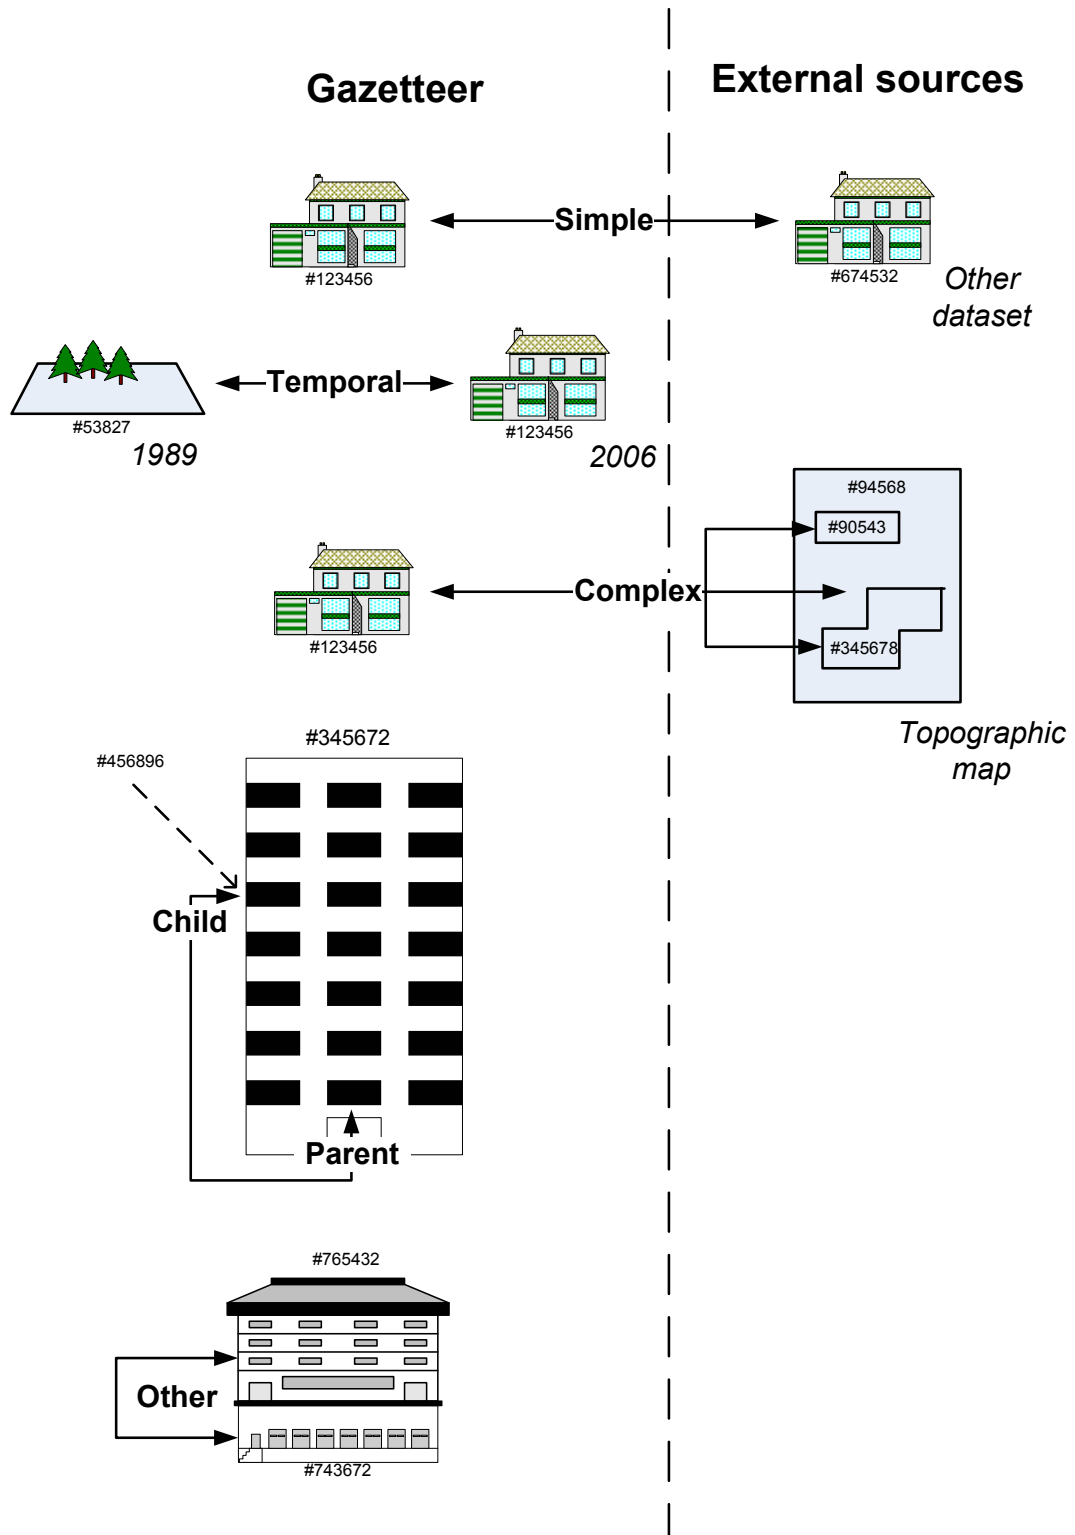 Gazetteer
External sources
Simple
#123456
#674532
Other
dataset
Temporal
#53827
1989
#123456
2006
#94568
#90543
Complex
#345678
#123456
Topographic
map
#345672
#456896
Child
Parent
#765432
Other
#743672